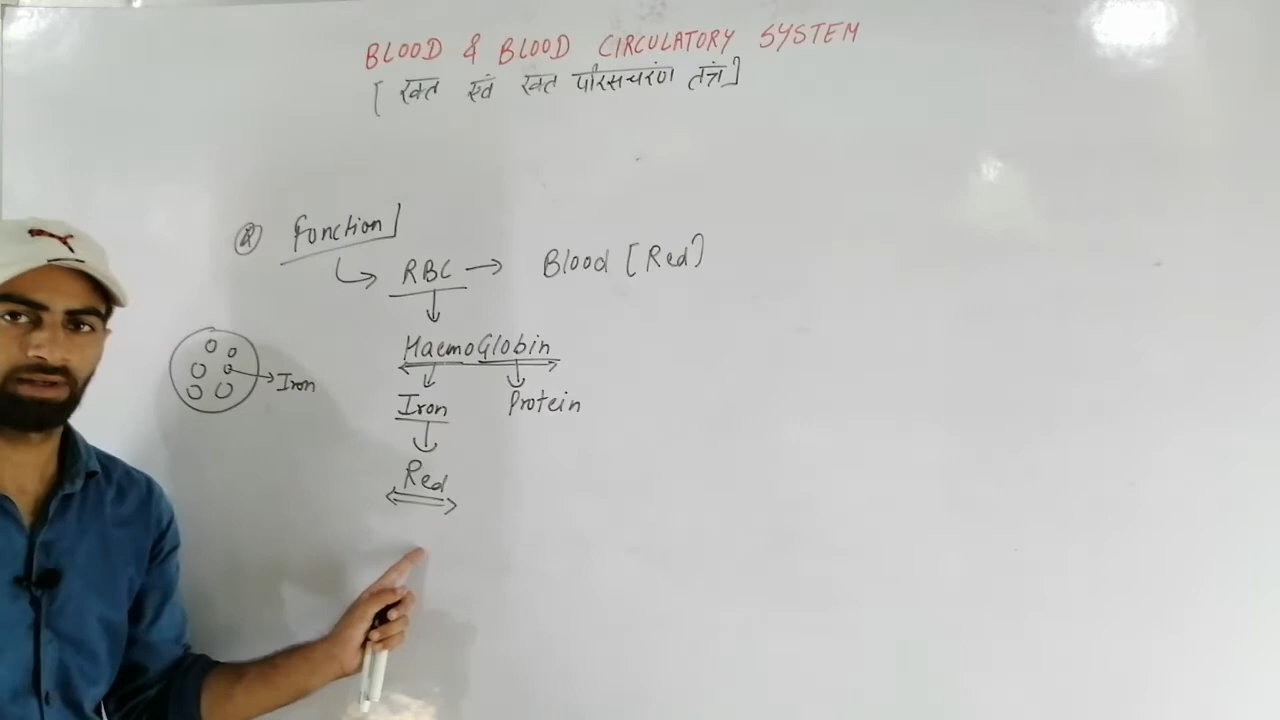 BLOOD & BLOOD CIRCULATORY SYSTEM
[ रक्त एवं रक्त परिसंचरण तंत्र ]
② Function
RBC → Blood [Red]
HaemoGlobin
Iron Protein
Iron
Red